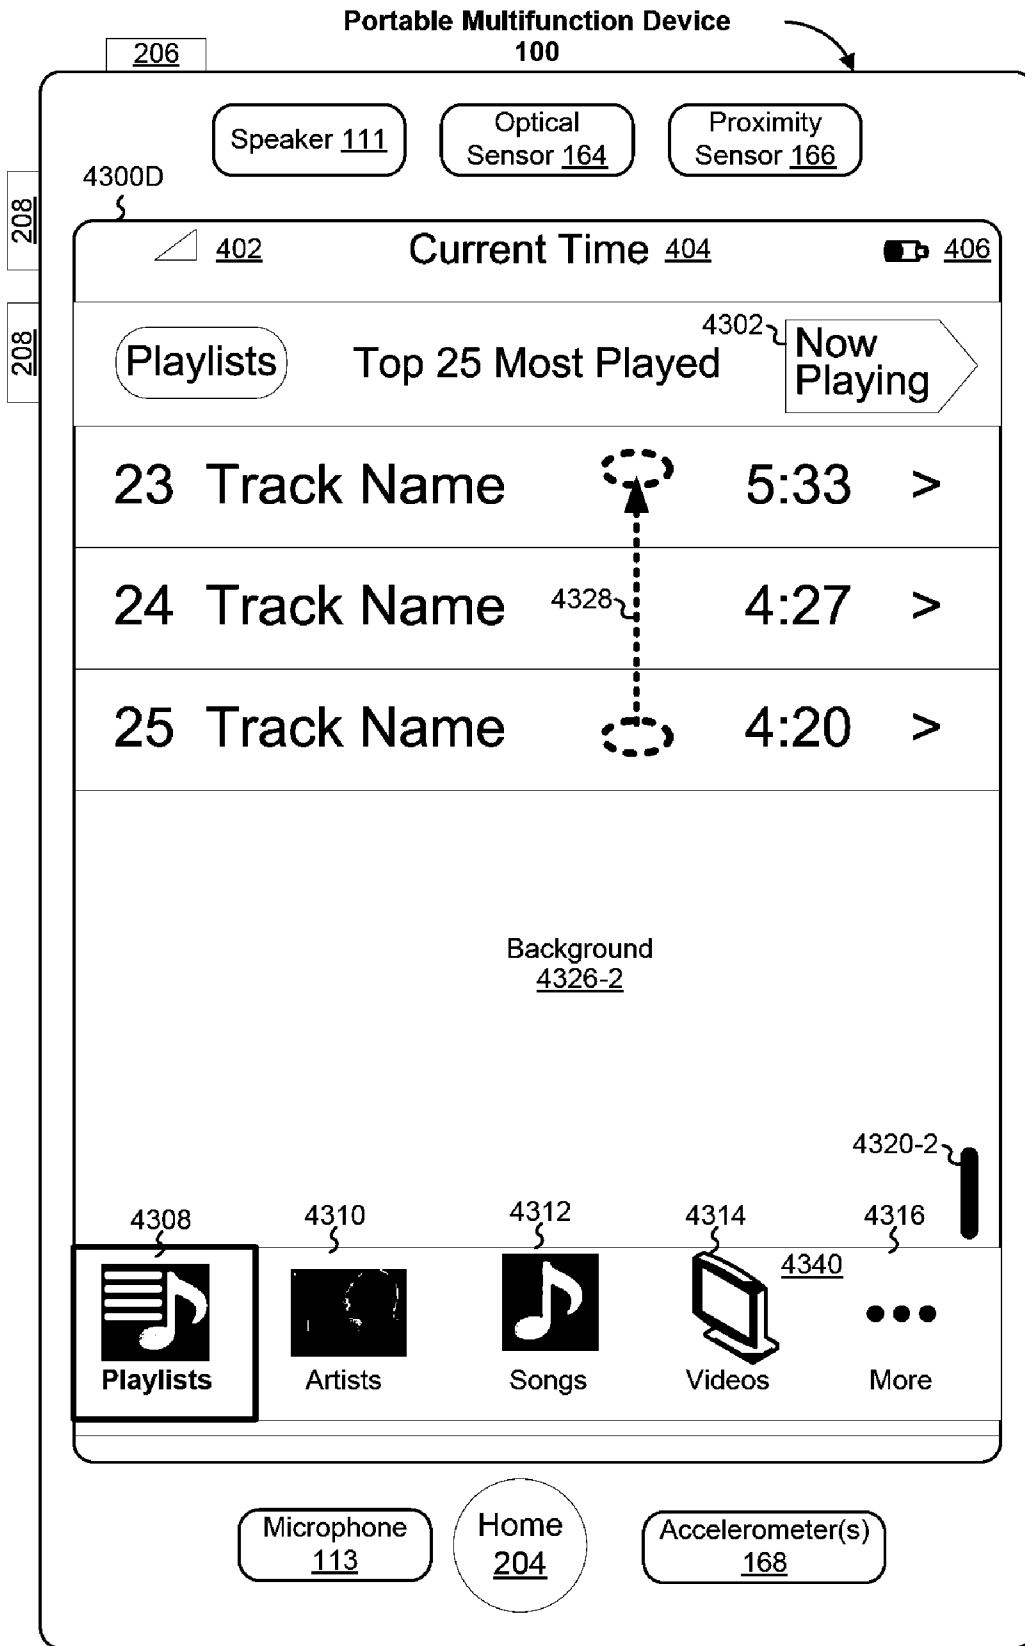 Portable Multifunction Device
100
206
Speaker 111
Optical
Sensor 164
Proximity
Sensor 166
4300D
208
402
Current Time 404
406
208
Playlists
Top 25 Most Played
4302
Now
Playing
23 Track Name 5:33 >
24 Track Name 4328 4:27 >
25 Track Name 4:20 >
Background
4326-2
4320-2
4308
4310
4312
4314
4316
4340
Playlists
Artists
Songs
Videos
More
Microphone
113
Home
204
Accelerometer(s)
168